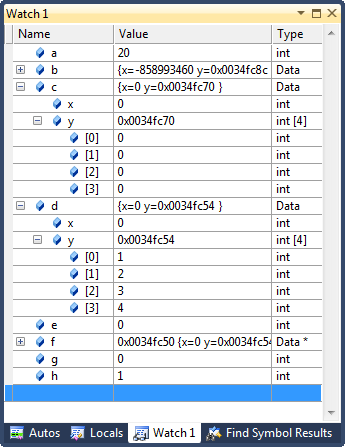 Watch 1
Name Value Type
a 20 int
b {x=-858993460 y=0x0034fc8c Data
c {x=0 y=0x0034fc70 } Data
x 0 int
y 0x0034fc70 int [4]
[0] 0 int
[1] 0 int
[2] 0 int
[3] 0 int
d {x=0 y=0x0034fc54 } Data
x 0 int
y 0x0034fc54 int [4]
[0] 1 int
[1] 2 int
[2] 3 int
[3] 4 int
e 0 int
f 0x0034fc50 {x=0 y=0x0034fc54 Data *
g 0 int
h 1 int
Autos Locals Watch 1 Find Symbol Results